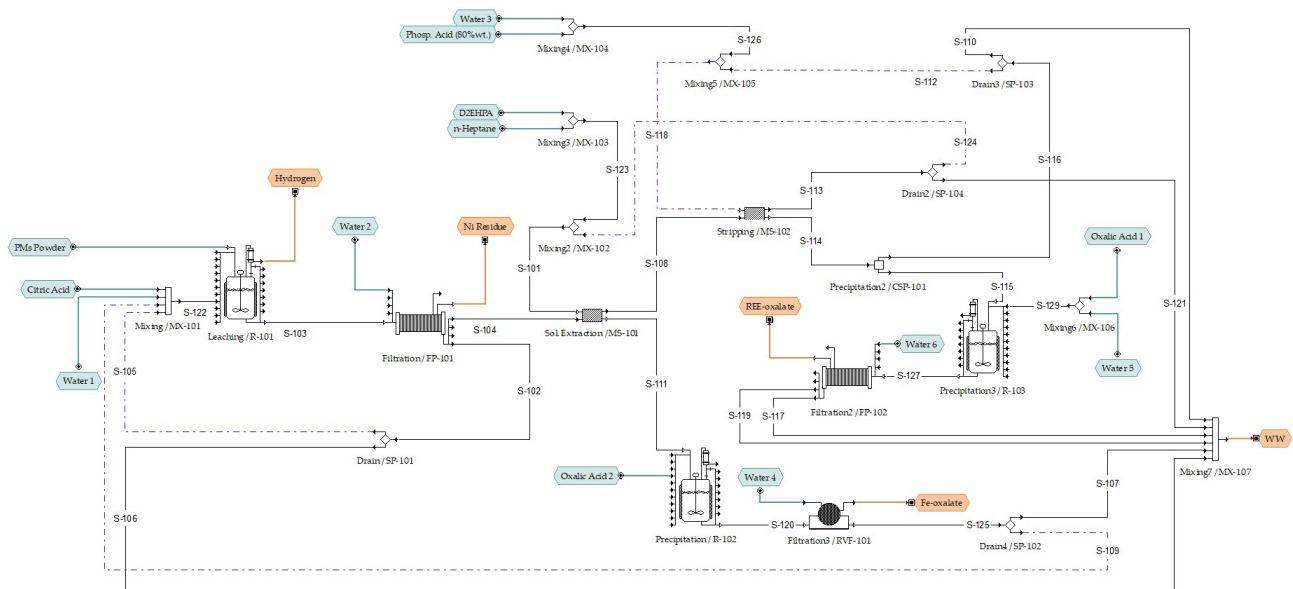 Water 3
Phosp. Acid (80%wt.)
Mixing4 / MX-104
S-126
Mixing5 / MX-105
S-110
S-112
Drain3 / SP-103
D2EHPA
n-Heptane
Mixing3 / MX-103
S-118
S-124
S-116
S-123
Drain2 / SP-104
Hydrogen
S-113
Water 2
Ni Residue
Stripping / MS-102
S-114
Oxalic Acid 1
PMs Powder
Mixing2 / MX-102
S-101
S-108
Precipitation2 / CSP-101
S-115
S-121
Citric Acid
S-122
Mixing / MX-101
Leaching / R-101
S-103
Filtration / FP-101
S-104
Sol. Extraction / MS-101
REE-oxalate
S-129
Mixing6 / MX-106
Water 6
Water 5
Water 1
S-105
S-102
S-111
S-127
Precipitation3 / R-103
Filtration2 / FP-102
S-119
S-117
Drain / SP-101
WW
Mixing7 / MX-107
Oxalic Acid 2
Water 4
S-107
Fe-oxalate
S-106
S-120
S-125
Precipitation / R-102
Filtration3 / RVF-101
Drain4 / SP-102
S-109